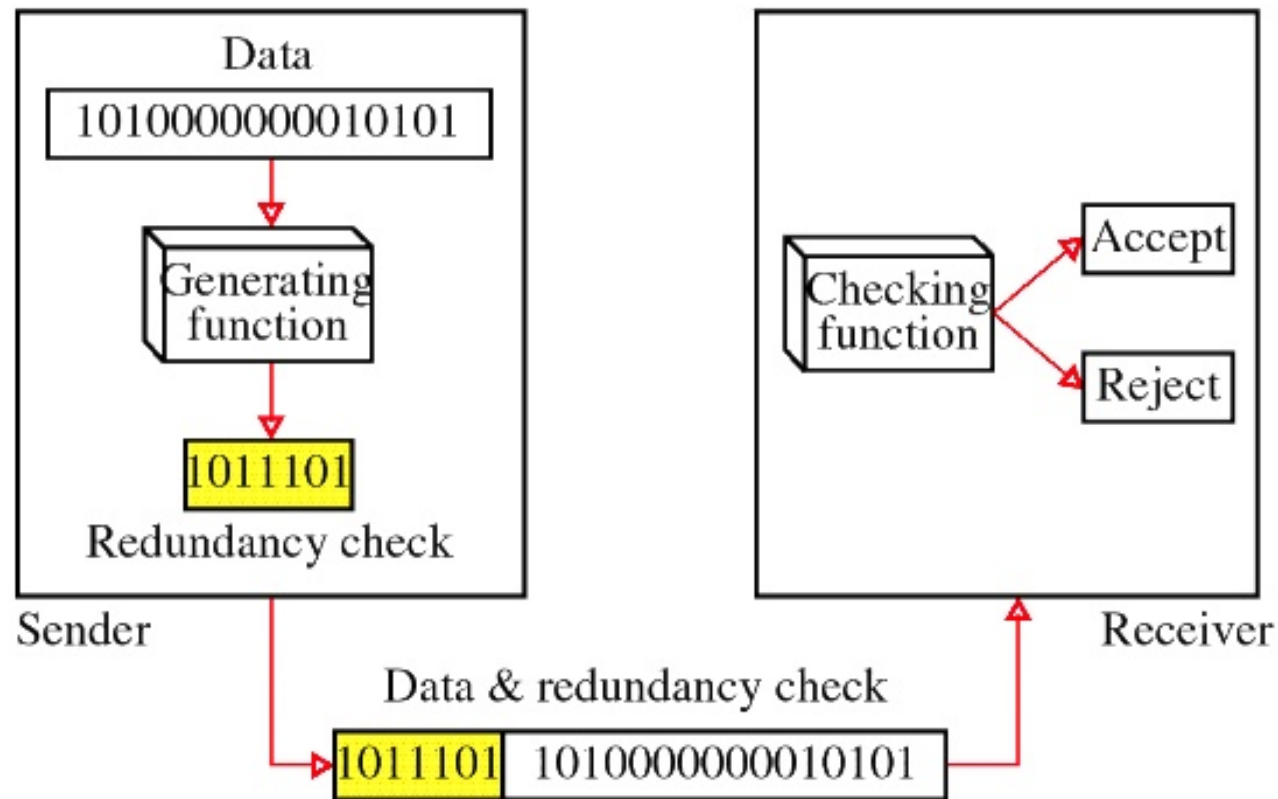 Data
1010000000010101
Generating
function
1011101
Redundancy check
Sender
Checking
function
Accept
Reject
Receiver
Data & redundancy check
1011101 1010000000010101